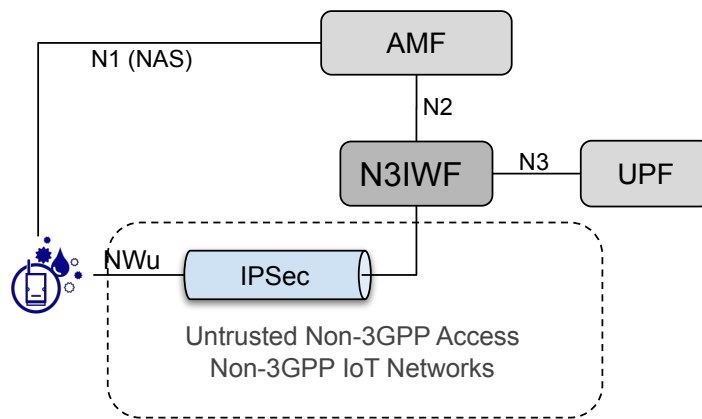 AMF
N1 (NAS)
N2
N3IWF
N3
UPF
NWu
IPSec
Untrusted Non-3GPP Access
Non-3GPP IoT Networks